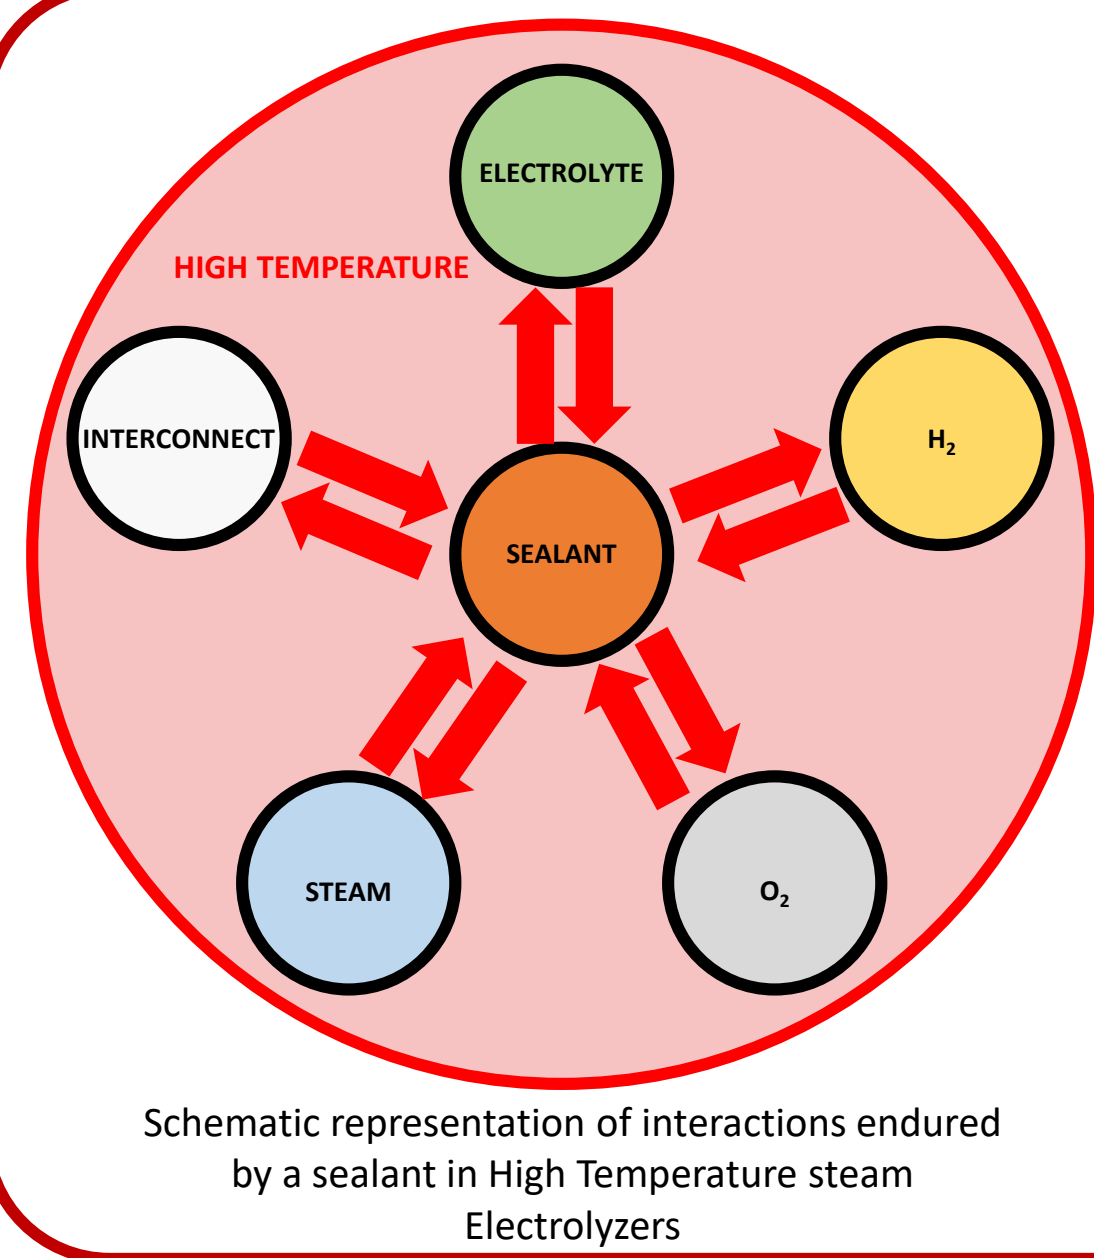 ELECTROLYTE
HIGH TEMPERATURE
INTERCONNECT
H₂
SEALANT
STEAM
O₂
Schematic representation of interactions endured
by a sealant in High Temperature steam
Electrolyzers